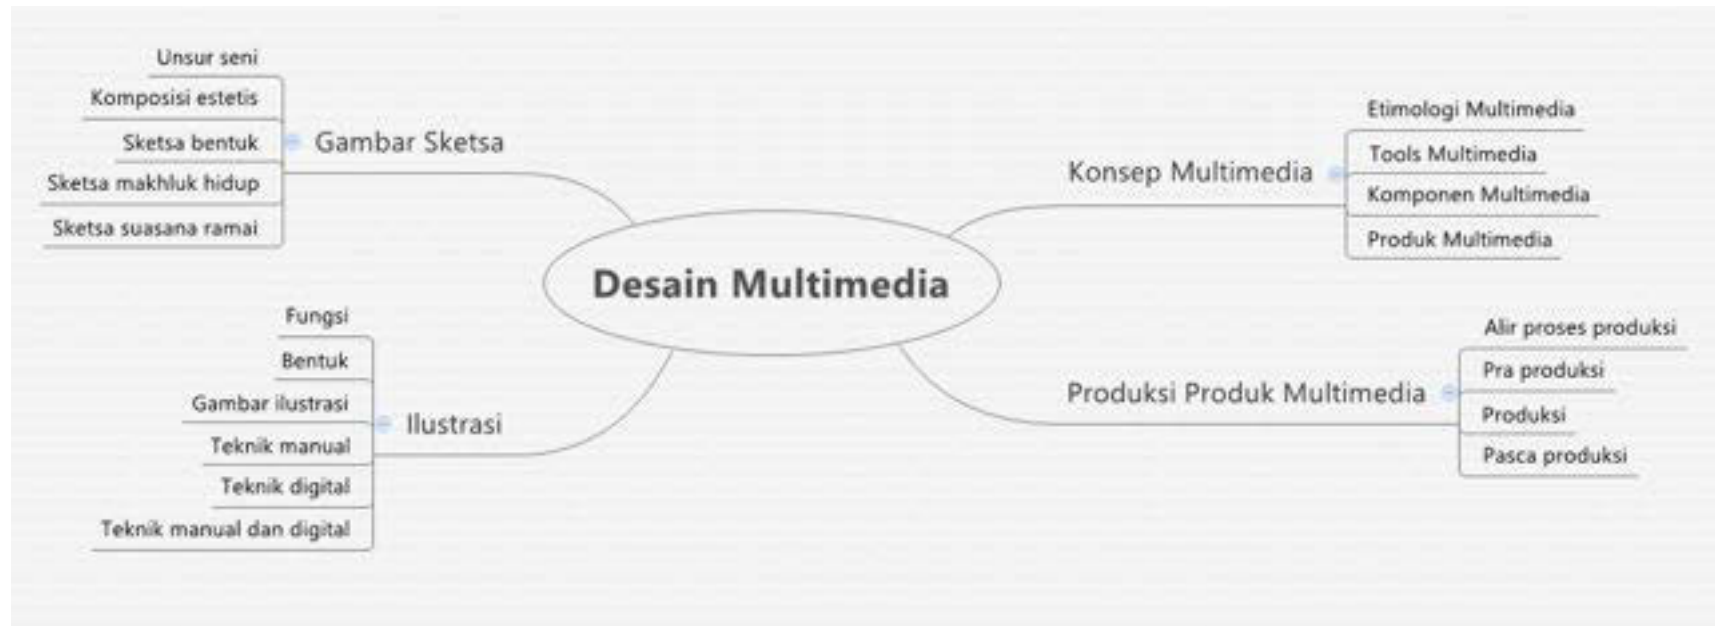 Desain Multimedia
Gambar Sketsa
Unsur seni
Komposisi estetis
Sketsa bentuk
Sketsa makhluk hidup
Sketsa suasana ramai
Ilustrasi
Fungsi
Bentuk
Gambar ilustrasi
Teknik manual
Teknik digital
Teknik manual dan digital
Konsep Multimedia
Etimologi Multimedia
Tools Multimedia
Komponen Multimedia
Produk Multimedia
Produksi Produk Multimedia
Alir proses produksi
Pra produksi
Produksi
Pasca produksi